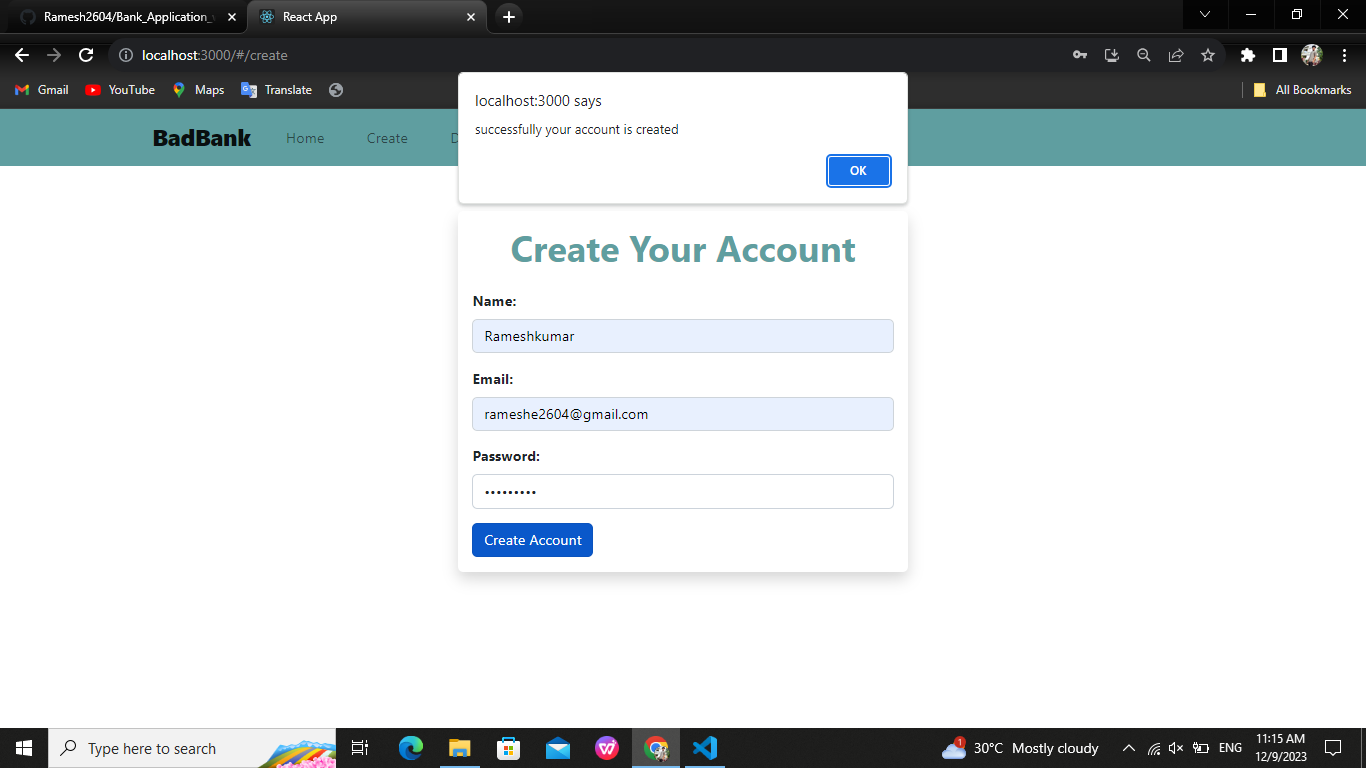 Ramesh2604/Bank_Application_
React App
localhost:3000/#/create
Gmail
YouTube
Maps
Translate
All Bookmarks
localhost:3000 says
successfully your account is created
OK
BadBank
Home
Create
D
Create Your Account
Name:
Rameshkumar
Email:
rameshe2604@gmail.com
Password:
•••••••••
Create Account
Type here to search
1
30°C Mostly cloudy
ENG
11:15 AM
12/9/2023